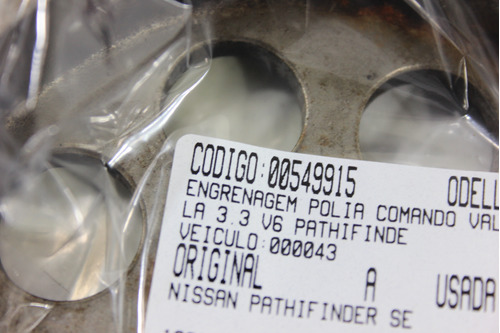 CODIGO:00549915 ODELL
ENGRENAGEM POLIA COMANDO VAL
LA 3.3 V6 PATHIFINDE
VEICULO:000043
ORIGINAL A USADA
NISSAN PATHIFINDER SE